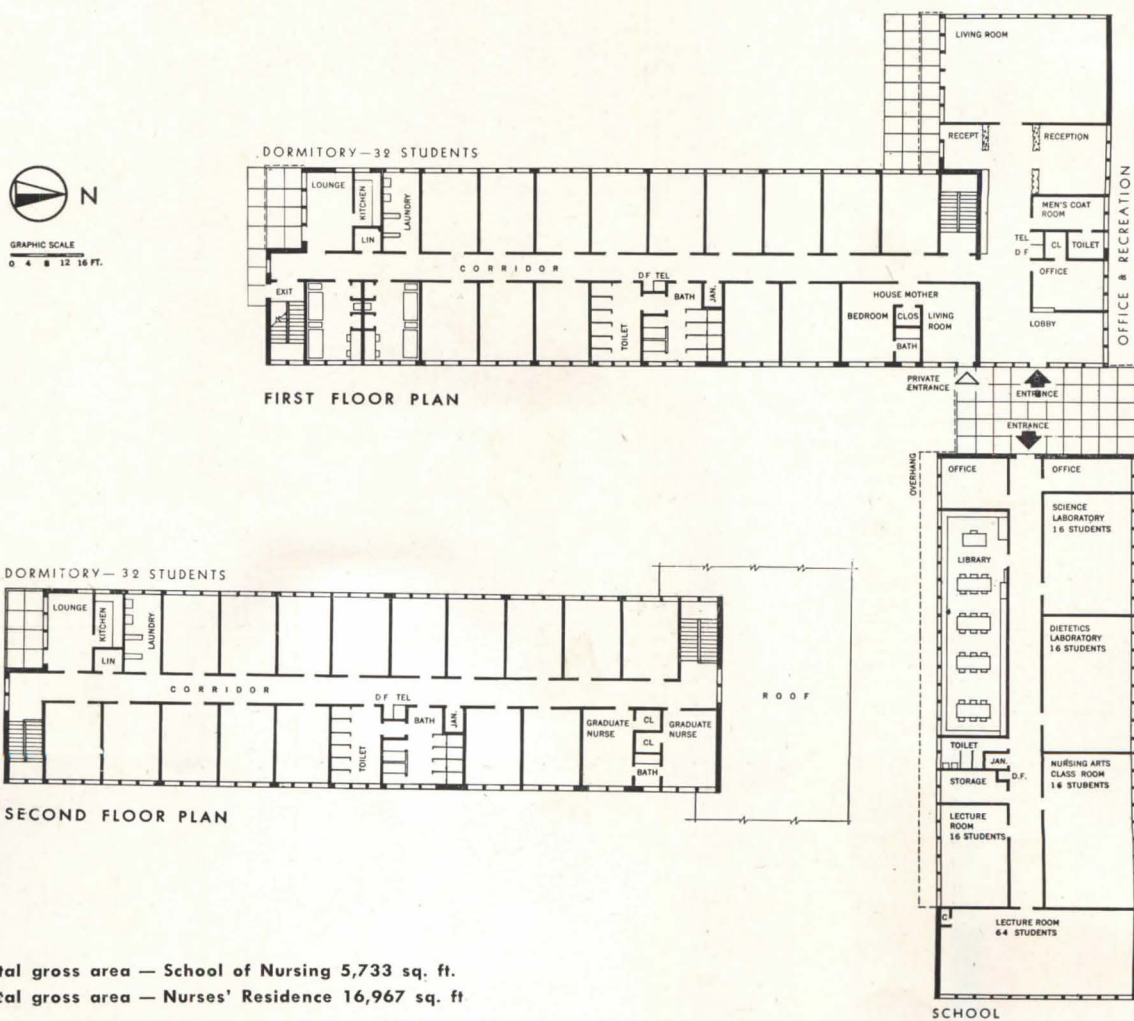 LIVING ROOM
RECEPT
RECEPTION
MEN'S COAT
ROOM
TEL
D F
CL
TOILET
OFFICE
LOBBY
OFFICE & RECREATION
DORMITORY—32 STUDENTS
N
GRAPHIC SCALE
0 4 8 12 16 FT.
LOUNGE
KITCHEN
LIN
LAUNDRY
CORRIDOR
EXIT
D F TEL
TOILET
BATH
JAN.
HOUSE MOTHER
BEDROOM
CLOS
LIVING
ROOM
BATH
FIRST FLOOR PLAN
PRIVATE
ENTRANCE
ENTRANCE
ENTRANCE
OVERHANG
OFFICE
OFFICE
SCIENCE
LABORATORY
16 STUDENTS
LIBRARY
DIETETICS
LABORATORY
16 STUDENTS
TOILET
JAN.
D.F.
STORAGE
NURSING ARTS
CLASS ROOM
16 STUDENTS
LECTURE
ROOM
16 STUDENTS
C
LECTURE ROOM
64 STUDENTS
SCHOOL
DORMITORY—32 STUDENTS
LOUNGE
KITCHEN
LIN
LAUNDRY
CORRIDOR
D F TEL
TOILET
BATH
JAN.
GRADUATE
NURSE
CL
CL
BATH
GRADUATE
NURSE
ROOF
SECOND FLOOR PLAN
tal gross area — School of Nursing 5,733 sq. ft.
tal gross area — Nurses' Residence 16,967 sq. ft